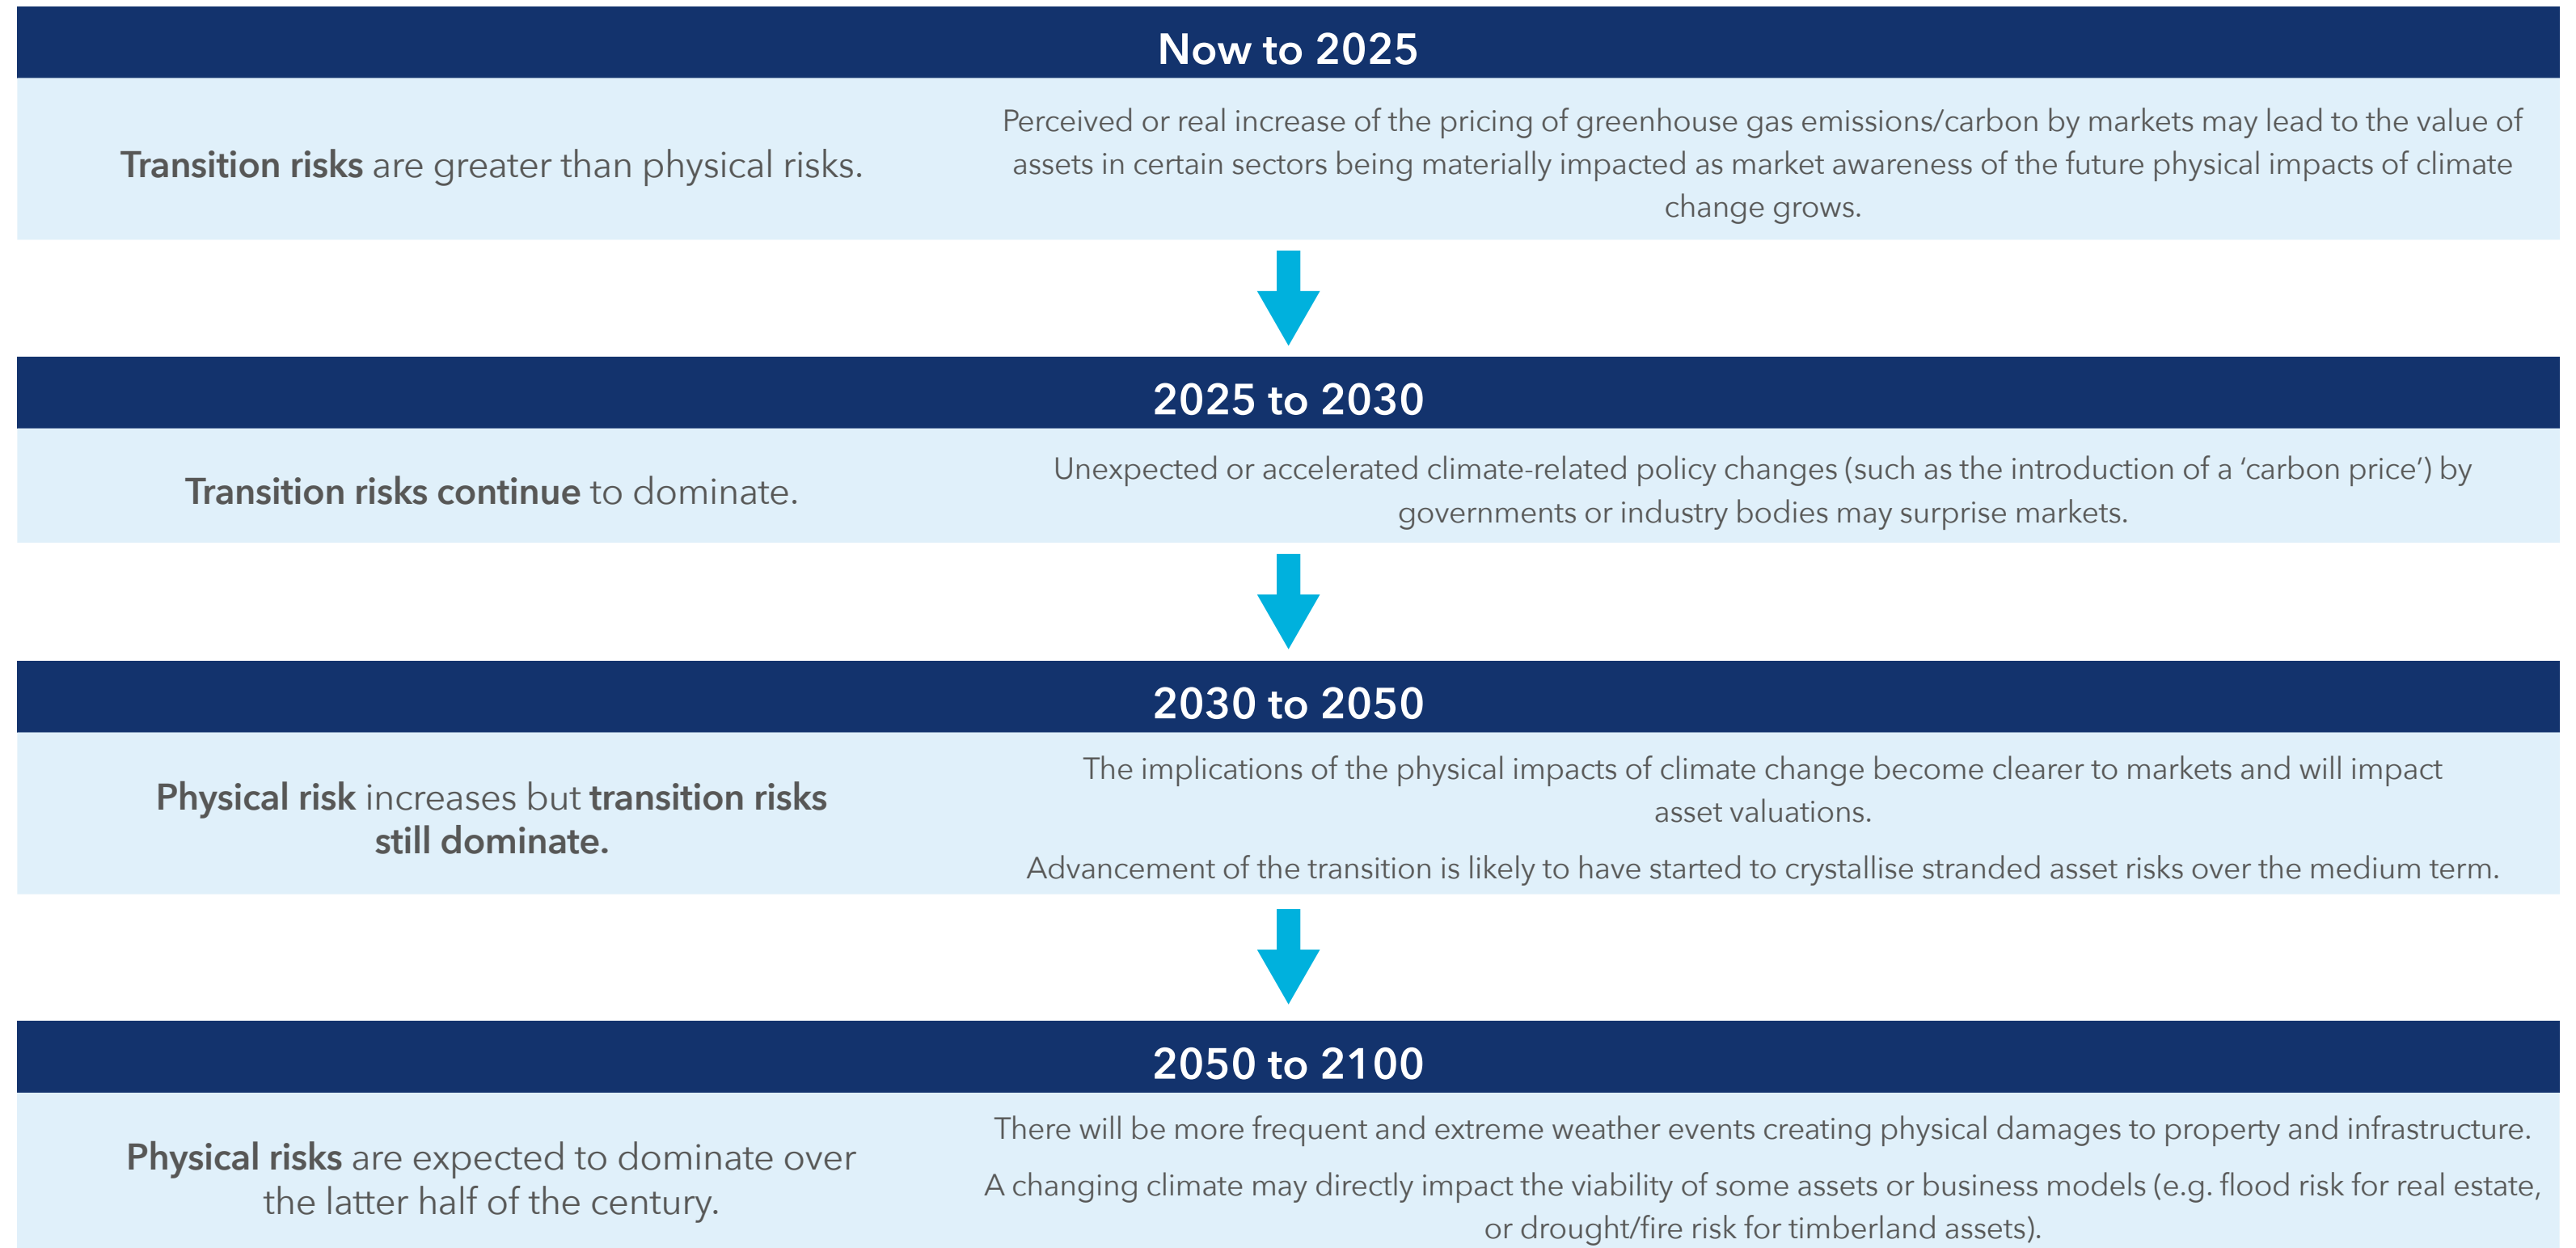 Now to 2025
Transition risks are greater than physical risks.
Perceived or real increase of the pricing of greenhouse gas emissions/carbon by markets may lead to the value of
assets in certain sectors being materially impacted as market awareness of the future physical impacts of climate
change grows.
2025 to 2030
Transition risks continue to dominate.
Unexpected or accelerated climate-related policy changes (such as the introduction of a ‘carbon price’) by
governments or industry bodies may surprise markets.
2030 to 2050
Physical risk increases but transition risks
still dominate.
The implications of the physical impacts of climate change become clearer to markets and will impact
asset valuations.
Advancement of the transition is likely to have started to crystallise stranded asset risks over the medium term.
2050 to 2100
Physical risks are expected to dominate over
the latter half of the century.
There will be more frequent and extreme weather events creating physical damages to property and infrastructure.
A changing climate may directly impact the viability of some assets or business models (e.g. flood risk for real estate,
or drought/fire risk for timberland assets).